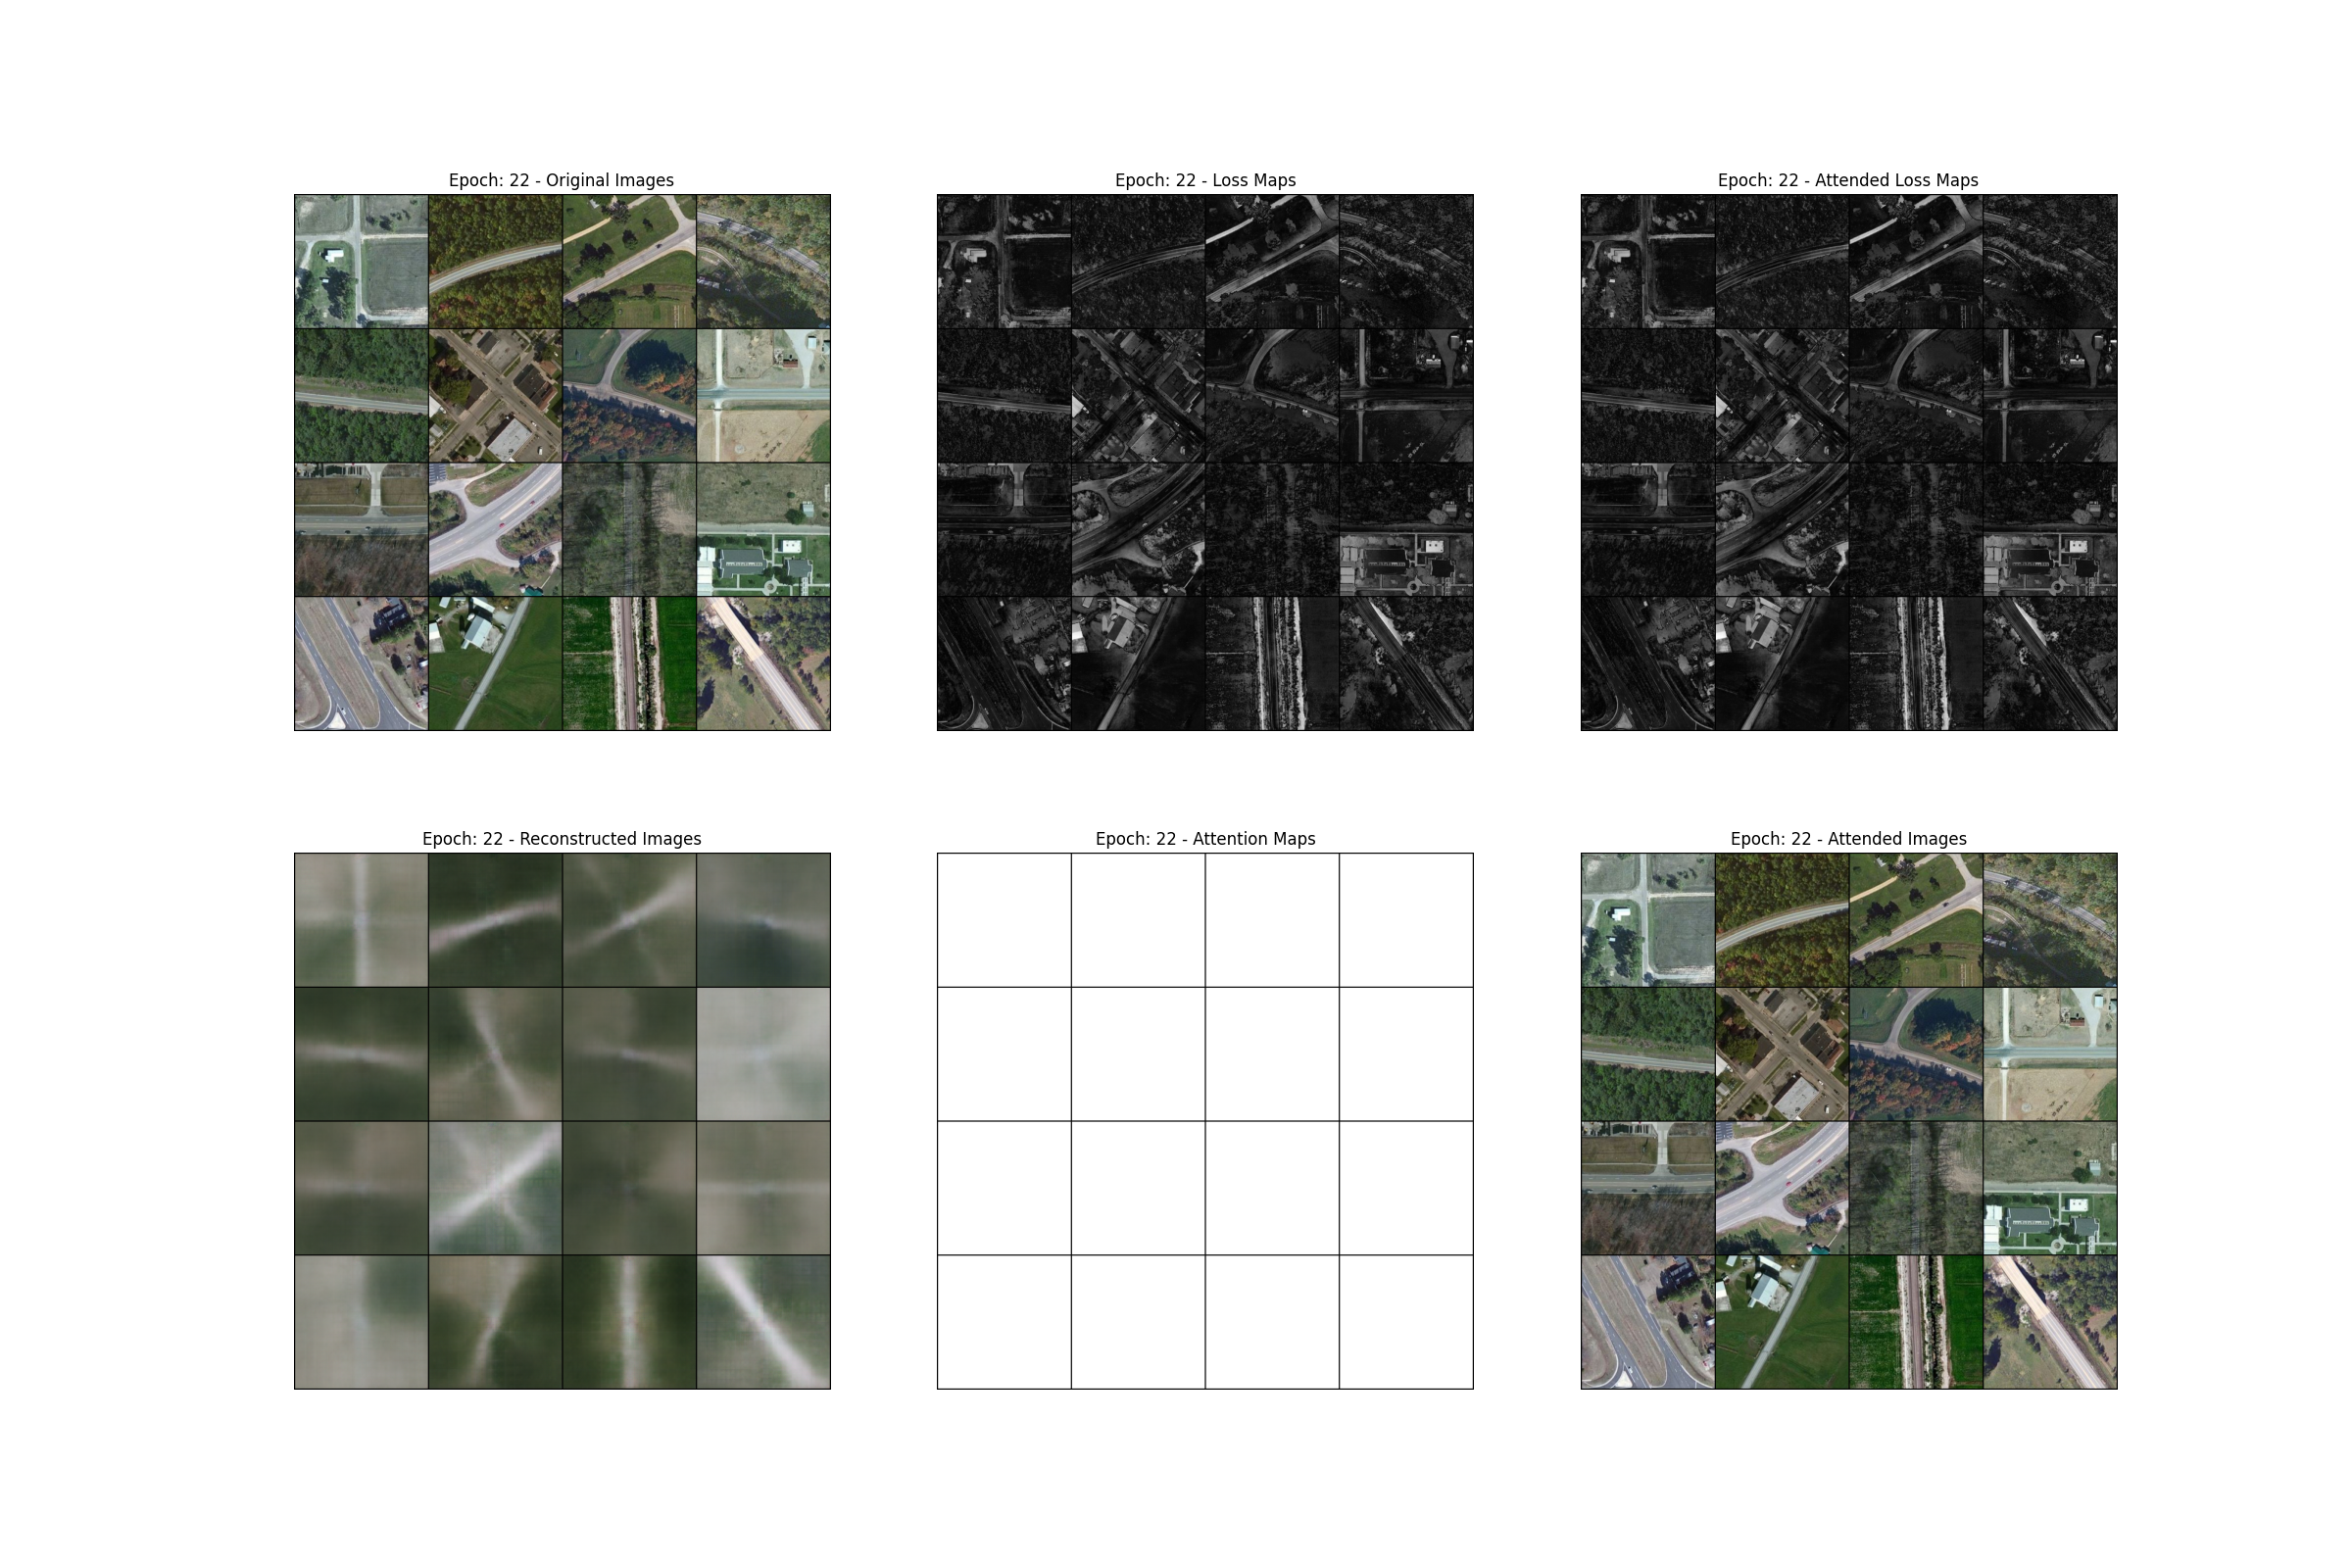 Epoch: 22 - Original Images
Epoch: 22 - Loss Maps
Epoch: 22 - Attended Loss Maps
Epoch: 22 - Reconstructed Images
Epoch: 22 - Attention Maps
Epoch: 22 - Attended Images